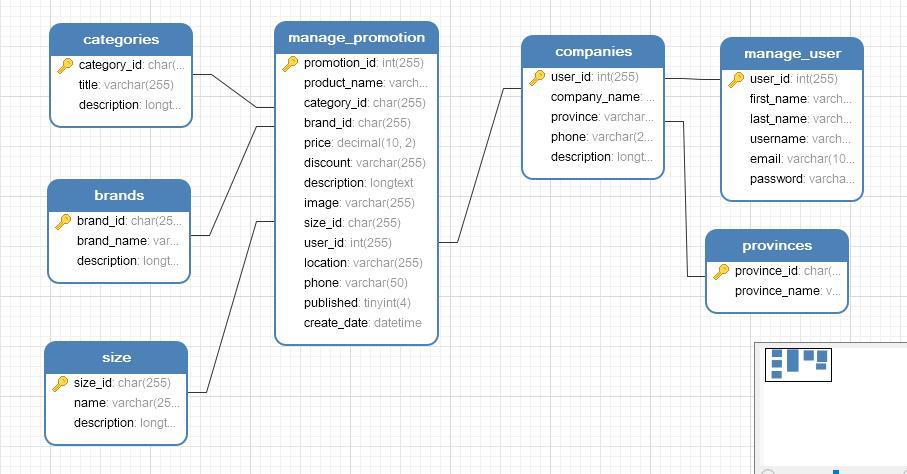 categories
category_id: char(...
title: varchar(255)
description: longt...
brands
brand_id: char(25...
brand_name: var...
description: longt...
size
size_id: char(255)
name: varchar(25...
description: longt...
manage_promotion
promotion_id: int(255)
product_name: varch...
category_id: char(255)
brand_id: char(255)
price: decimal(10, 2)
discount: varchar(255)
description: longtext
image: varchar(255)
size_id: char(255)
user_id: int(255)
location: varchar(255)
phone: varchar(50)
published: tinyint(4)
create_date: datetime
companies
user_id: int(255)
company_name: ...
province: varchar...
phone: varchar(2...
description: longt...
manage_user
user_id: int(255)
first_name: varch...
last_name: varch...
username: varch...
email: varchar(10...
password: varcha...
provinces
province_id: char(...
province_name: v...